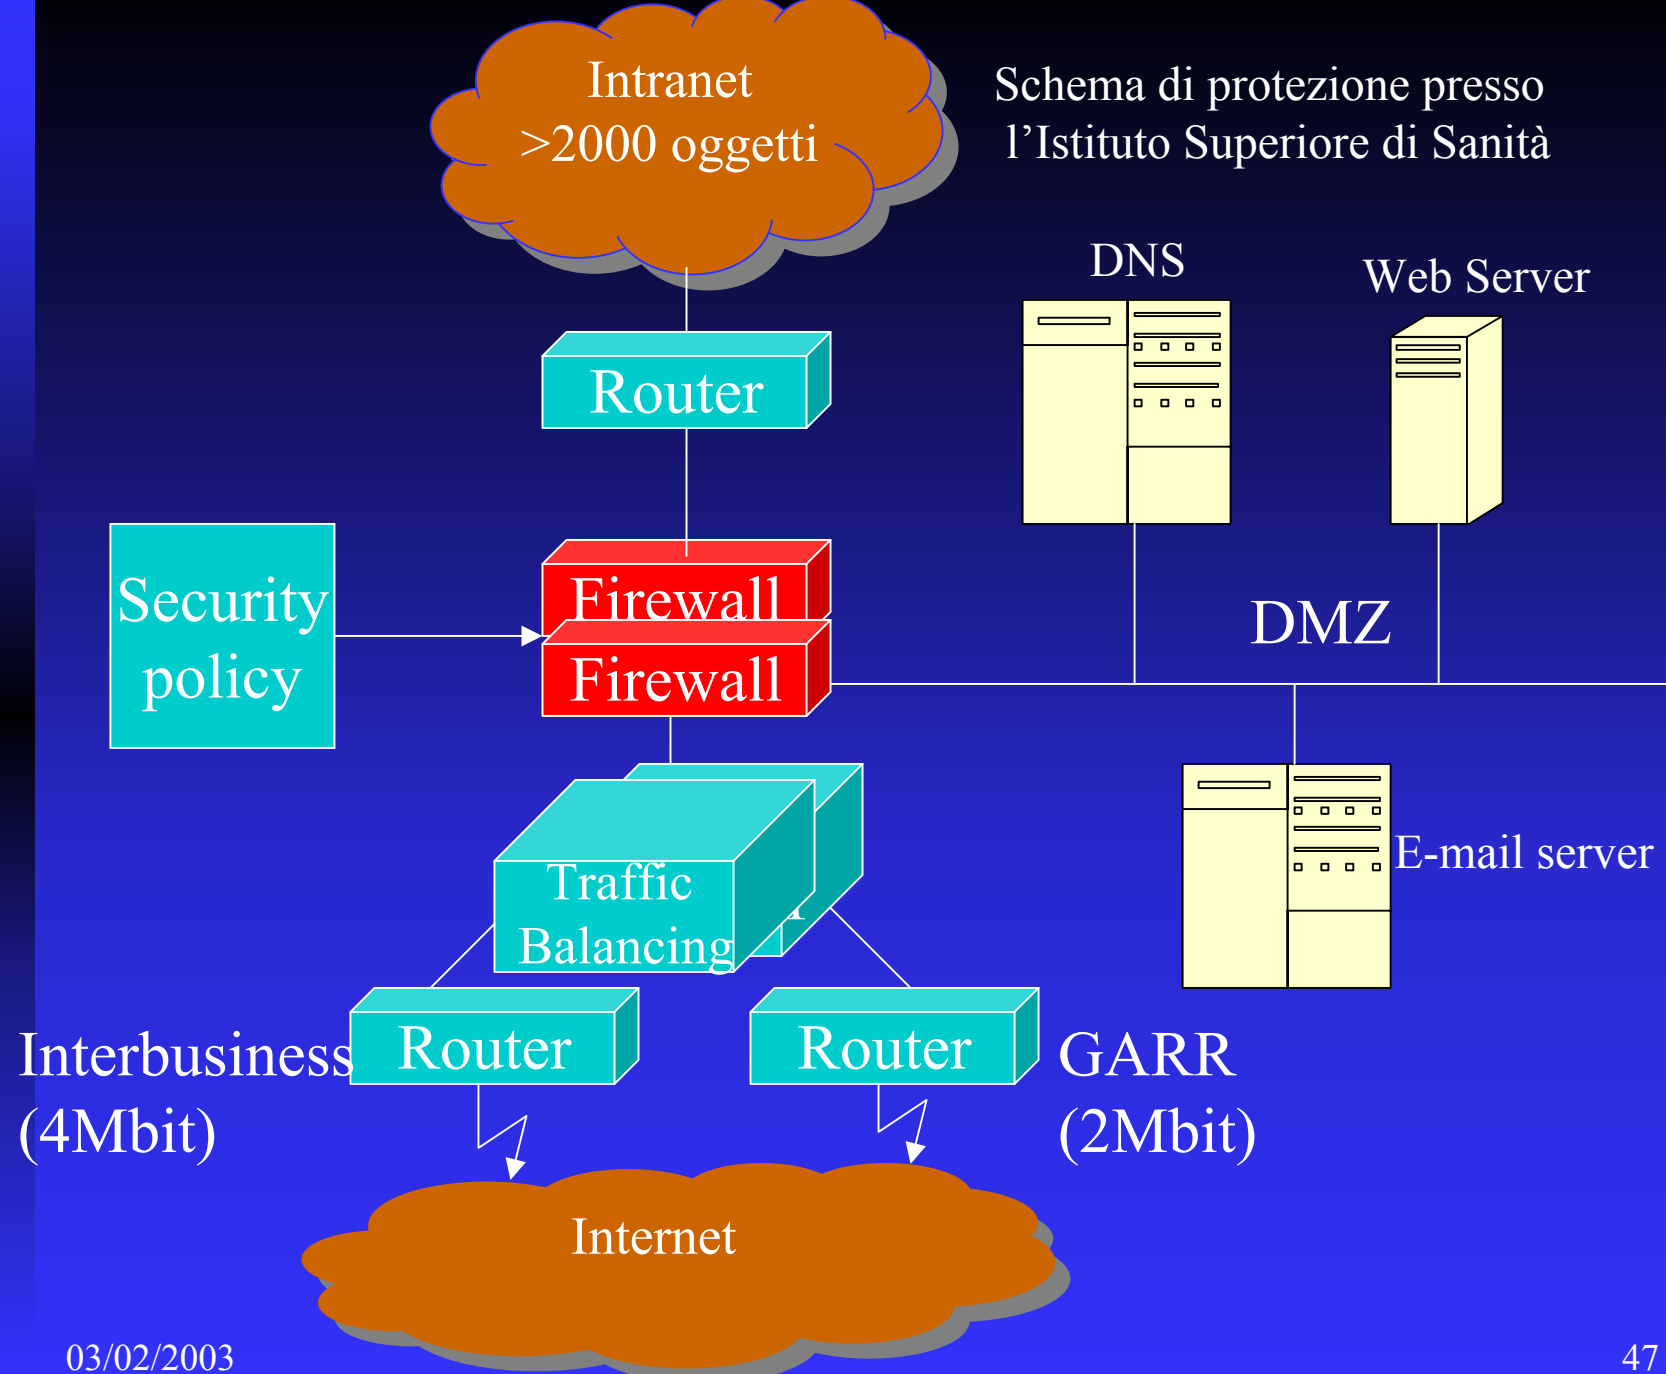 Intranet
>2000 oggetti
Schema di protezione presso
l’Istituto Superiore di Sanità
DNS
Web Server
Router
Security
policy
Firewall
Firewall
DMZ
Traffic
Balancing
E-mail server
Interbusiness
(4Mbit)
Router
Router
GARR
(2Mbit)
Internet
03/02/2003
47